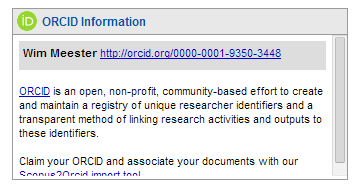 iD ORCID Information
Wim Meester http://orcid.org/0000-0001-9350-3448
ORCID is an open, non-profit, community-based effort to create
and maintain a registry of unique researcher identifiers and a
transparent method of linking research activities and outputs to
these identifiers.
Claim your ORCID and associate your documents with our
Scopus2Orcid import tool